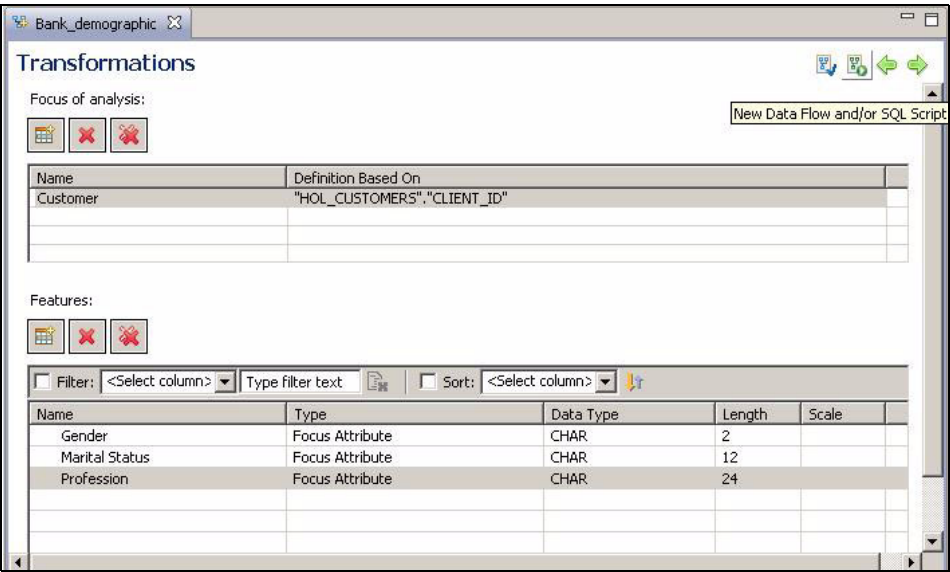 Bank_demographic
Transformations
Focus of analysis:
New Data Flow and/or SQL Script
Name Definition Based On
Customer "HOL_CUSTOMERS"."CLIENT_ID"
Features:
Filter: <Select column> Type filter text Sort: <Select column>
Name Type Data Type Length Scale
Gender Focus Attribute CHAR 2
Marital Status Focus Attribute CHAR 12
Profession Focus Attribute CHAR 24